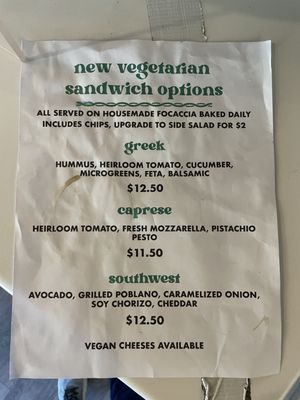 new vegetarian
sandwich options
ALL SERVED ON HOUSEMADE FOCACCIA BAKED DAILY
INCLUDES CHIPS, UPGRADE TO SIDE SALAD FOR $2
greek
HUMMUS, HEIRLOOM TOMATO, CUCUMBER,
MICROGREENS, FETA, BALSAMIC
$12.50
caprese
HEIRLOOM TOMATO, FRESH MOZZARELLA, PISTACHIO
PESTO
$11.50
southwest
AVOCADO, GRILLED POBLANO, CARAMELIZED ONION,
SOY CHORIZO, CHEDDAR
$12.50
VEGAN CHEESES AVAILABLE